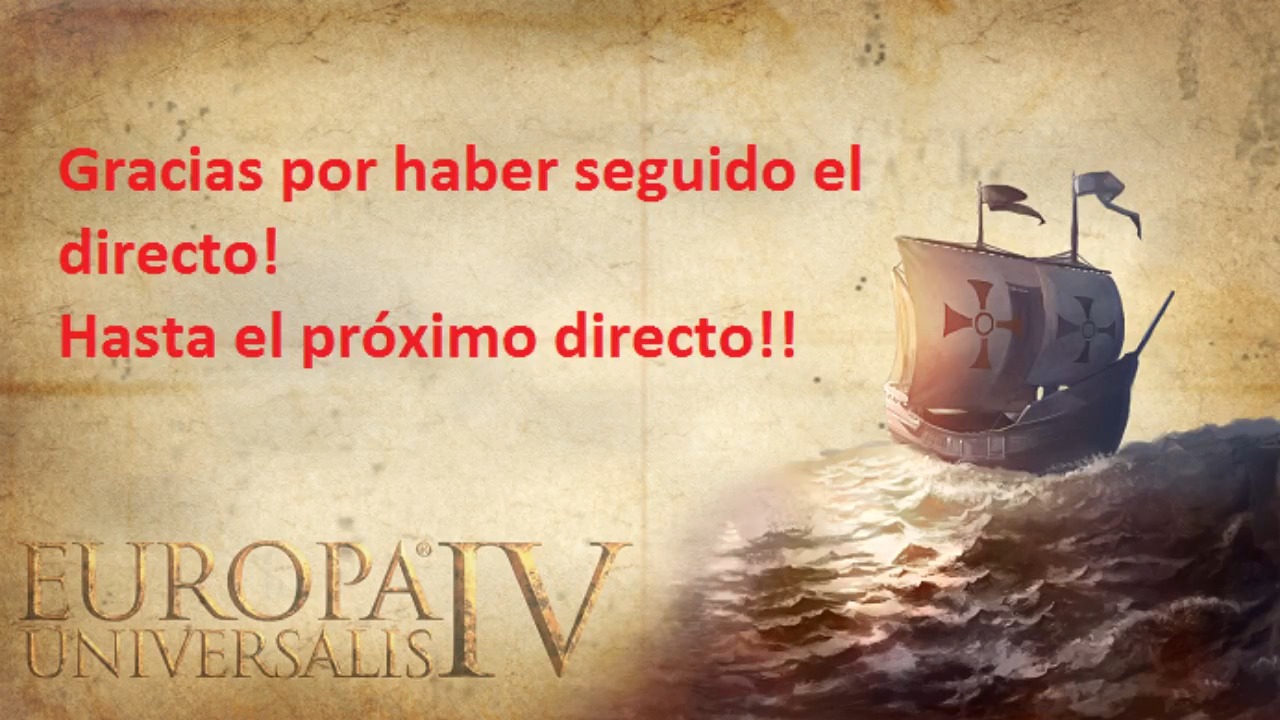 Gracias por haber seguido el
directo!
Hasta el próximo directo!!
EUROPA® IV
UNIVERSALIS